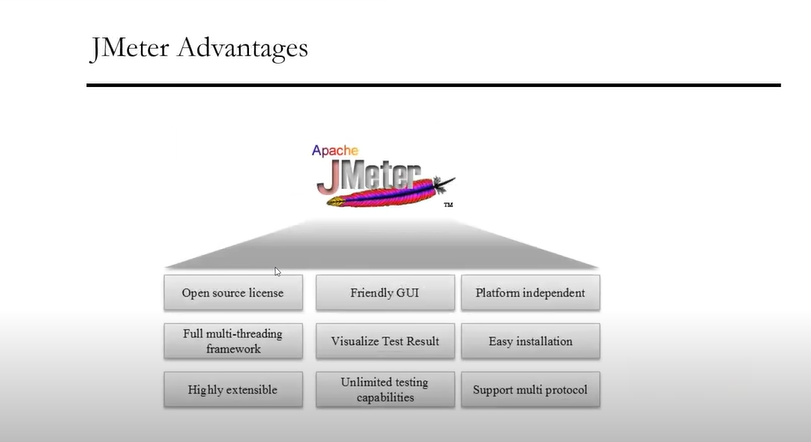 JMeter Advantages
Apache
JMeter
TM
Open source license
Friendly GUI
Platform independent
Full multi-threading
framework
Visualize Test Result
Easy installation
Highly extensible
Unlimited testing
capabilities
Support multi protocol